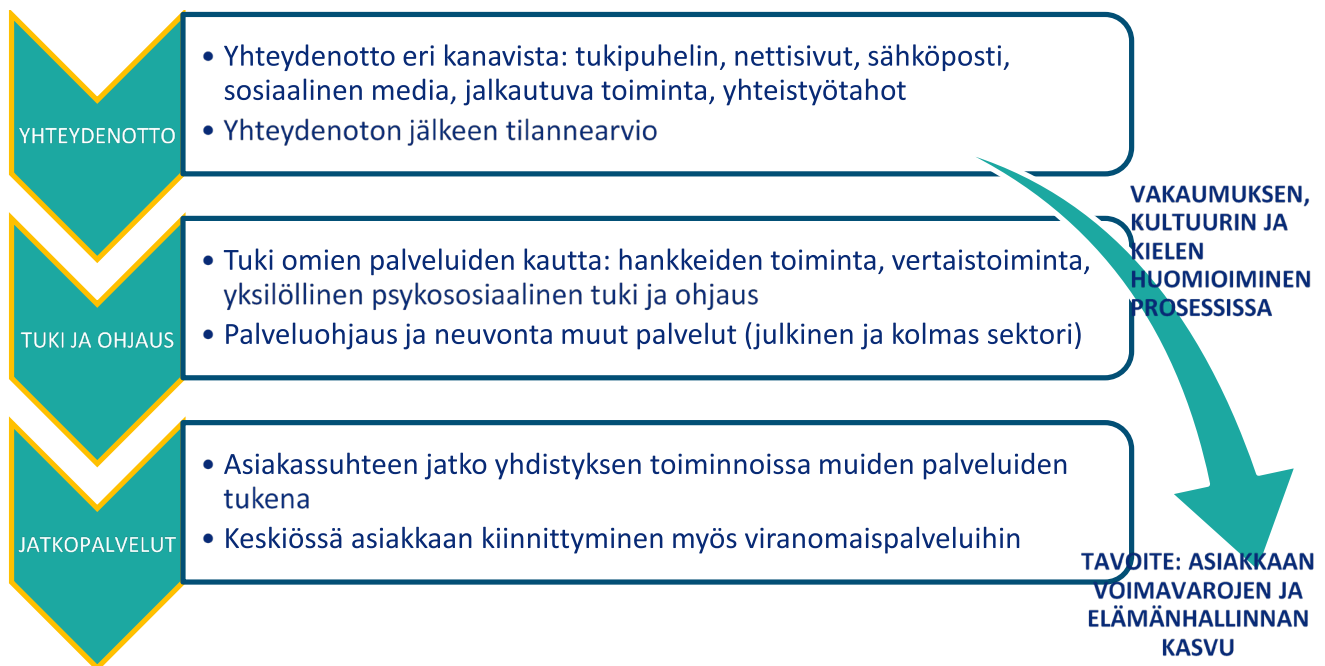 YHTEYDENOTTO
• Yhteydenotto eri kanavista: tukipuhelin, nettisivut, sähköposti,
sosiaalinen media, jalkautuva toiminta, yhteistyötahot
• Yhteydenoton jälkeen tilannearvio
VAKAUMUKSEN,
KULTUURIN JA
KIELEN
HUOMIOIMINEN
PROSESSISSA
TUKI JA OHJAUS
• Tuki omien palveluiden kautta: hankkeiden toiminta, vertaistoiminta,
yksilöllinen psykososiaalinen tuki ja ohjaus
• Palveluohjaus ja neuvonta muut palvelut (julkinen ja kolmas sektori)
JATKOPALVELUT
• Asiakassuhteen jatko yhdistyksen toiminnoissa muiden palveluiden
tukena
• Keskiössä asiakkaan kiinnittyminen myös viranomaispalveluihin
TAVOITE: ASIAKKAAN
VOIMAVAROJEN JA
ELÄMÄNHALLINNAN
KASVU